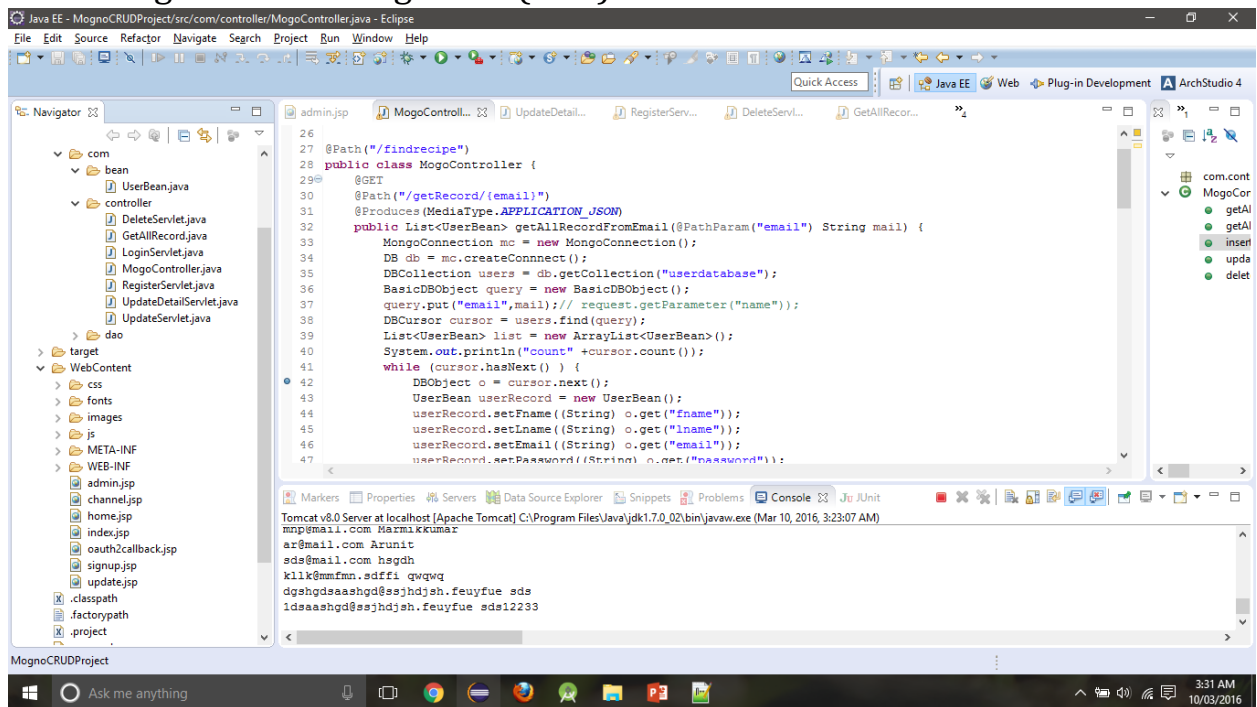 Java EE - MognoCRUDProject/src/com/controller/MogoController.java - Eclipse
File Edit Source Refactor Navigate Search Project Run Window Help
Quick Access Java EE Web Plug-in Development ArchStudio 4
Navigator
com
bean
UserBean.java
controller
DeleteServlet.java
GetAllRecord.java
LoginServlet.java
MogoController.java
RegisterServlet.java
UpdateDetailServlet.java
UpdateServlet.java
dao
target
WebContent
css
fonts
images
js
META-INF
WEB-INF
admin.jsp
channel.jsp
home.jsp
index.jsp
oauth2callback.jsp
signup.jsp
update.jsp
.classpath
.factorypath
.project
admin.jsp MogoControll... UpdateDetail... RegisterServ... DeleteServl... GetAllRecor... »4
26
27 @Path("/findrecipe")
28 public class MogoController {
29 @GET
30 @Path("/getRecord/{email}")
31 @Produces(MediaType.APPLICATION_JSON)
32 public List<UserBean> getAllRecordFromEmail(@PathParam("email") String mail) {
33 MongoConnection mc = new MongoConnection();
34 DB db = mc.createConnnect();
35 DBCollection users = db.getCollection("userdatabase");
36 BasicDBObject query = new BasicDBObject();
37 query.put("email",mail);// request.getParameter("name"));
38 DBCursor cursor = users.find(query);
39 List<UserBean> list = new ArrayList<UserBean>();
40 System.out.println("count" +cursor.count());
41 while (cursor.hasNext() ) {
42 DBObject o = cursor.next();
43 UserBean userRecord = new UserBean();
44 userRecord.setFname((String) o.get("fname"));
45 userRecord.setLname((String) o.get("lname"));
46 userRecord.setEmail((String) o.get("email"));
47 userRecord.setPassword((String) o.get("password"));
»1
com.cont
MogoCor
getAl
getAl
insert
upda
delet
Markers Properties Servers Data Source Explorer Snippets Problems Console JUnit
Tomcat v8.0 Server at localhost [Apache Tomcat] C:\Program Files\Java\jdk1.7.0_02\bin\javaw.exe (Mar 10, 2016, 3:23:07 AM)
mnp@mail.com Marmikkumar
ar@mail.com Arunit
sds@mail.com hsgdh
kllk@mmfmn.sdffi qwqwq
dgshgdsaashgd@ssjhdjsh.feuyfue sds
1dsaashgd@ssjhdjsh.feuyfue sds12233
MognoCRUDProject
Ask me anything
3:31 AM
10/03/2016